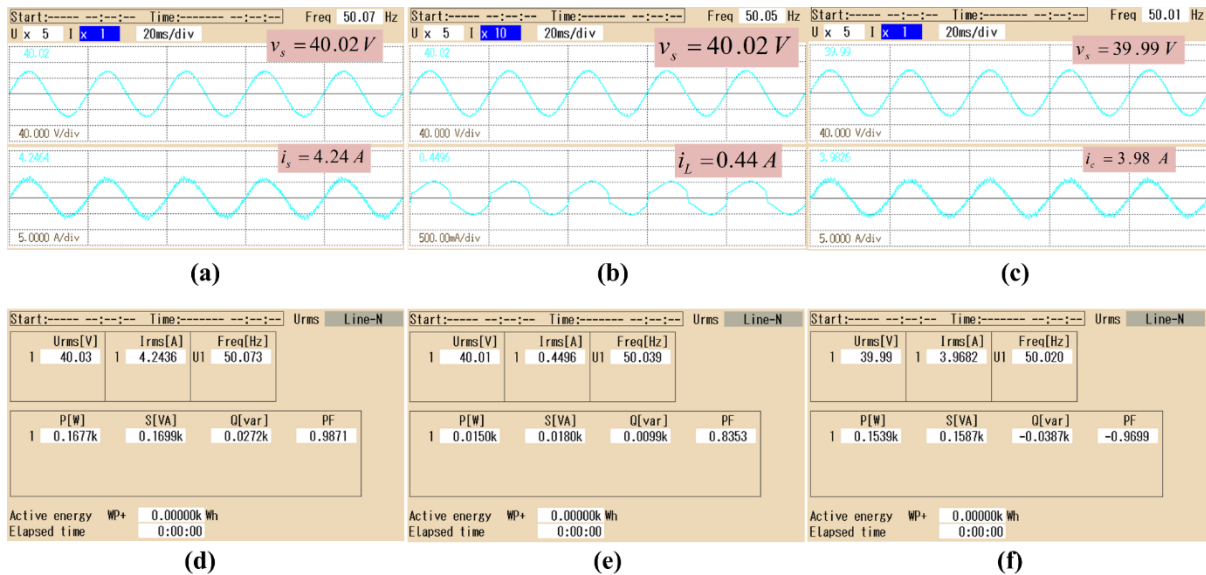 Start:----- --:--:-- Time:------- --:--:-- Freq 50.07 Hz
U x 5 I x 1 20ms/div
40.02
v_s = 40.02 V
40.000 V/div
4.2464
i_s = 4.24 A
5.0000 A/div
(a)
Start:----- --:--:-- Time:------- --:--:-- Freq 50.05 Hz
U x 5 I x 10 20ms/div
40.02
v_s = 40.02 V
40.000 V/div
0.4496
i_L = 0.44 A
500.00mA/div
(b)
Start:----- --:--:-- Time:------- --:--:-- Freq 50.01 Hz
U x 5 I x 1 20ms/div
39.99
v_s = 39.99 V
40.000 V/div
3.9826
i_c = 3.98 A
5.0000 A/div
(c)
Start:----- --:--:-- Time:------- --:--:-- Urms Line-N
Urms[V] Irms[A] Freq[Hz]
1 40.03 1 4.2436 U1 50.073
P[W] S[VA] Q[var] PF
1 0.1677k 0.1699k 0.0272k 0.9871
Active energy WP+ 0.00000k Wh
Elapsed time 0:00:00
(d)
Start:----- --:--:-- Time:------- --:--:-- Urms Line-N
Urms[V] Irms[A] Freq[Hz]
1 40.01 1 0.4496 U1 50.039
P[W] S[VA] Q[var] PF
1 0.0150k 0.0180k 0.0099k 0.8353
Active energy WP+ 0.00000k Wh
Elapsed time 0:00:00
(e)
Start:----- --:--:-- Time:------- --:--:-- Urms Line-N
Urms[V] Irms[A] Freq[Hz]
1 39.99 1 3.9682 U1 50.020
P[W] S[VA] Q[var] PF
1 0.1539k 0.1587k -0.0387k -0.9699
Active energy WP+ 0.00000k Wh
Elapsed time 0:00:00
(f)